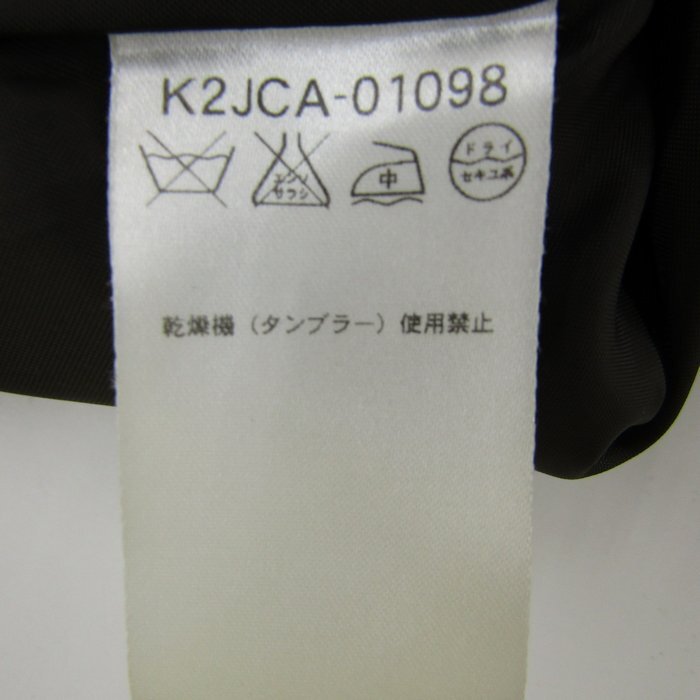 K2JCA-01098
エンソ
サラシ
中
ドライ
セキユ系
乾燥機（タンブラー）使用禁止